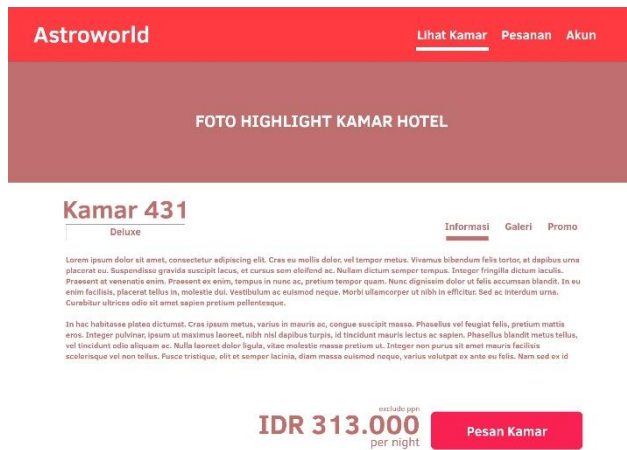 Astroworld
Lihat Kamar Pesanan Akun
FOTO HIGHLIGHT KAMAR HOTEL
Kamar 431
Deluxe
Informasi Galeri Promo
Lorem ipsum dolor sit amet, consectetur adipiscing elit. Cras eu mollis dolor, vel tempor metus. Vivamus bibendum felis tortor, at dapibus urna
placerat eu. Suspendisse gravida suscipit lacus, et cursus sem eleifend ac. Nullam dictum semper tempus. Integer fringilla dictum iaculis.
Praesent at venenatis enim. Praesent ex enim, tempus in nunc ac, pretium tempor quam. Nunc dignissim dolor ut felis accumsan blandit. In eu
enim facilisis, placerat tellus in, molestie dui. Vestibulum ac euismod neque. Morbi ullamcorper ut nibh in efficitur. Sed ac interdum urna.
Curabitur ultrices odio sit amet sapien pretium pellentesque.
In hac habitasse platea dictumst. Cras ipsum metus, varius in mauris ac, congue suscipit massa. Phasellus vel feugiat felis, pretium mattis
eros. Integer pulvinar, ipsum ut maximus laoreet, nibh nisl dapibus turpis, id tincidunt mauris lectus ac sapien. Phasellus blandit metus tellus,
vel tincidunt odio aliquam ac. Nulla laoreet dolor ligula, vitae molestie massa pretium ut. Integer non purus sit amet mauris facilisis
scelerisque vel non tellus. Fusce tristique, elit et semper lacinia, diam massa euismod neque, varius volutpat ex ante eu felis. Nam sed ex id
exclude ppn
IDR 313.000
per night
Pesan Kamar